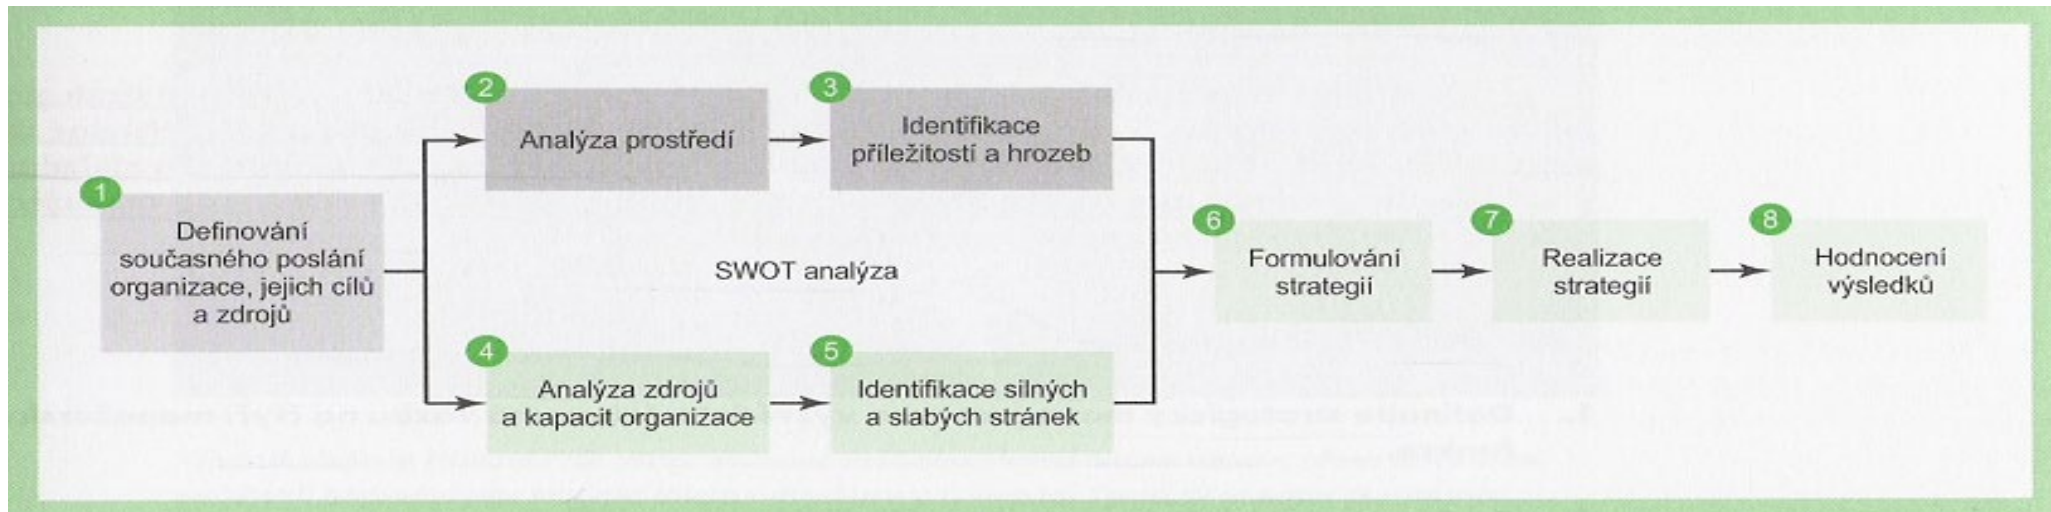 1
Definování
současného poslání
organizace, jejich cílů
a zdrojů
2
Analýza prostředí
3
Identifikace
příležitostí a hrozeb
SWOT analýza
4
Analýza zdrojů
a kapacit organizace
5
Identifikace silných
a slabých stránek
6
Formulování
strategií
7
Realizace
strategií
8
Hodnocení
výsledků